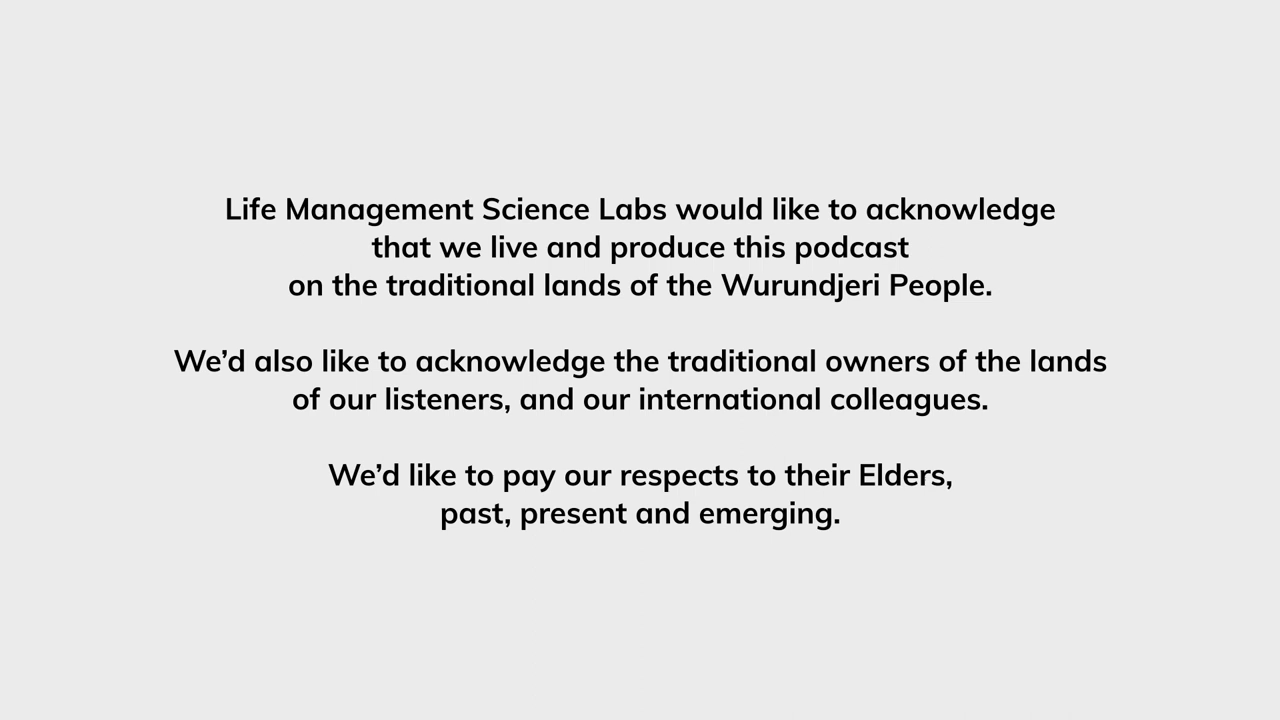 Life Management Science Labs would like to acknowledge
that we live and produce this podcast
on the traditional lands of the Wurundjeri People.
We’d also like to acknowledge the traditional owners of the lands
of our listeners, and our international colleagues.
We’d like to pay our respects to their Elders,
past, present and emerging.